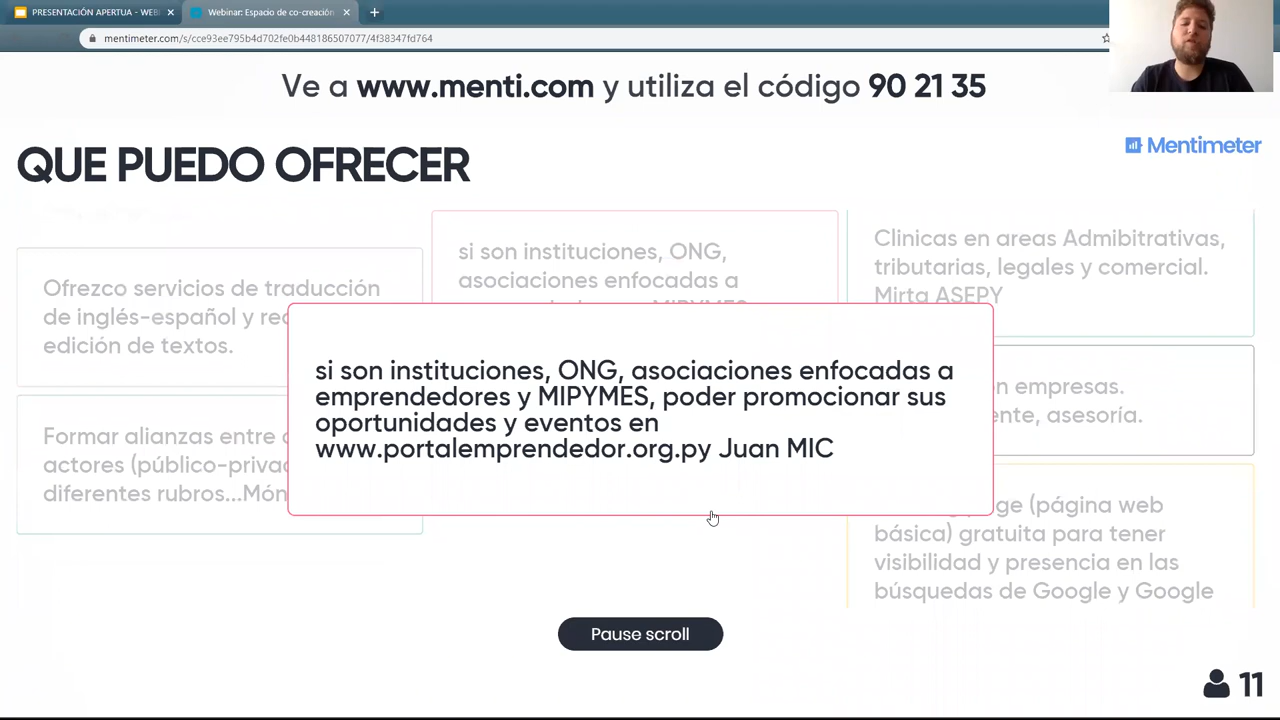 PRESENTACIÓN APERTUA - WEB
Webinar: Espacio de co-creación
mentimeter.com/s/cce93ee795b4d702fe0b448186507077/4f38347fd764
Ve a www.menti.com y utiliza el código 90 21 35
Mentimeter
QUE PUEDO OFRECER
Ofrezco servicios de traducción
de inglés-español y
edición de textos.
Formar alianzas entre
actores (público-priva
diferentes rubros...Món
si son instituciones, ONG,
asociaciones enfocadas a
si son instituciones, ONG, asociaciones enfocadas a
emprendedores y MIPYMES, poder promocionar sus
oportunidades y eventos en
www.portalemprendedor.org.py Juan MIC
Clinicas en areas Admibitrativas,
tributarias, legales y comercial.
Mirta ASEPY
n empresas.
ente, asesoría.
ge (página web
básica) gratuita para tener
visibilidad y presencia en las
búsquedas de Google y Google
Pause scroll
11